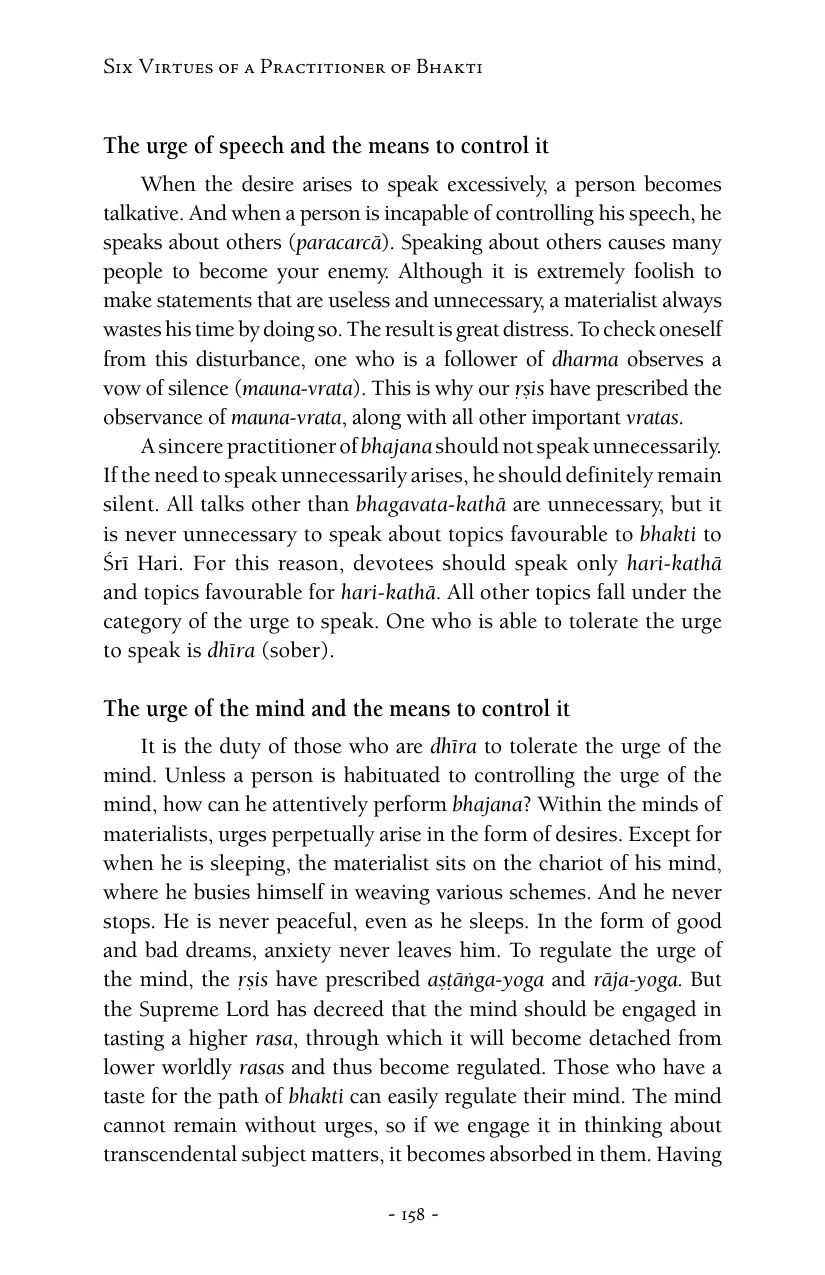 Six Virtues of a Practitioner of Bhakti
The urge of speech and the means to control it
When the desire arises to speak excessively, a person becomes
talkative. And when a person is incapable of controlling his speech, he
speaks about others (paracarcā). Speaking about others causes many
people to become your enemy. Although it is extremely foolish to
make statements that are useless and unnecessary, a materialist always
wastes his time by doing so. The result is great distress. To check oneself
from this disturbance, one who is a follower of dharma observes a
vow of silence (mauna-vrata). This is why our ṛṣis have prescribed the
observance of mauna-vrata, along with all other important vratas.
A sincere practitioner of bhajana should not speak unnecessarily.
If the need to speak unnecessarily arises, he should definitely remain
silent. All talks other than bhagavata-kathā are unnecessary, but it
is never unnecessary to speak about topics favourable to bhakti to
Śrī Hari. For this reason, devotees should speak only hari-kathā
and topics favourable for hari-kathā. All other topics fall under the
category of the urge to speak. One who is able to tolerate the urge
to speak is dhīra (sober).
The urge of the mind and the means to control it
It is the duty of those who are dhīra to tolerate the urge of the
mind. Unless a person is habituated to controlling the urge of the
mind, how can he attentively perform bhajana? Within the minds of
materialists, urges perpetually arise in the form of desires. Except for
when he is sleeping, the materialist sits on the chariot of his mind,
where he busies himself in weaving various schemes. And he never
stops. He is never peaceful, even as he sleeps. In the form of good
and bad dreams, anxiety never leaves him. To regulate the urge of
the mind, the ṛṣis have prescribed aṣṭāṅga-yoga and rāja-yoga. But
the Supreme Lord has decreed that the mind should be engaged in
tasting a higher rasa, through which it will become detached from
lower worldly rasas and thus become regulated. Those who have a
taste for the path of bhakti can easily regulate their mind. The mind
cannot remain without urges, so if we engage it in thinking about
transcendental subject matters, it becomes absorbed in them. Having
- 158 -